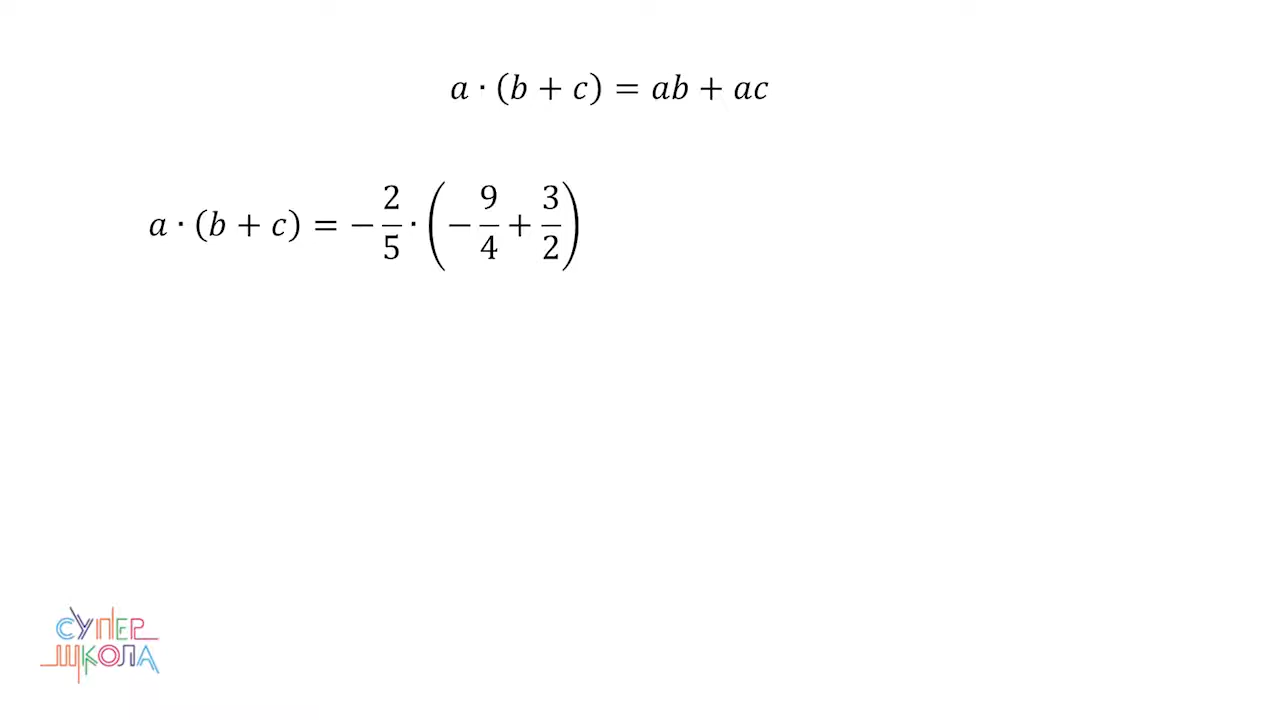 a · (b + c) = ab + ac
a · (b + c) = −2/5 · (−9/4 + 3/2)
СУПЕР
ШКОЛА